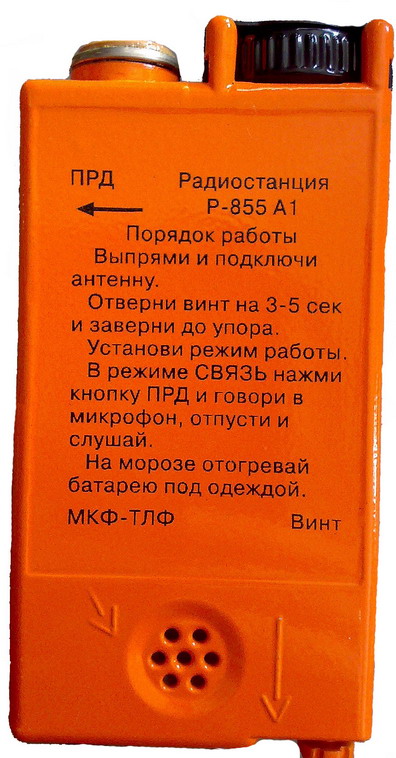 ПРД Радиостанция
Р-855 А1
Порядок работы
Выпрями и подключи
антенну.
Отверни винт на 3-5 сек
и заверни до упора.
Установи режим работы.
В режиме СВЯЗЬ нажми
кнопку ПРД и говори в
микрофон, отпусти и
слушай.
На морозе отогревай
батарею под одеждой.
МКФ-ТЛФ Винт